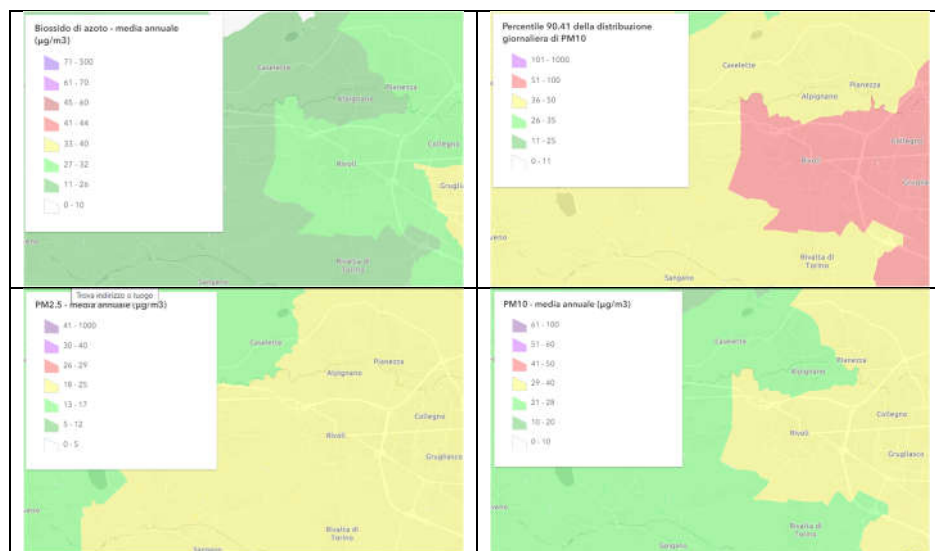 Biossido di azoto - media annuale
(µg/m3)
71 - 500
61 - 70
45 - 60
41 - 44
33 - 40
27 - 32
11 - 26
0 - 10
Caselette
Pianezza
Alpignano
Collegno
Rivoli
Rivalta di
Torino
Sangano
Percentile 90.41 della distribuzione
giornaliera di PM10
101 - 1000
51 - 100
36 - 50
26 - 35
11 - 25
0 - 11
Caselette
Pianezza
Alpignano
Collegno
Rivoli
Rivalta di
Torino
Sangano
Trova indirizzo o luogo
PM2.5 - media annuale (µg/m3)
41 - 1000
30 - 40
26 - 29
18 - 25
13 - 17
5 - 12
0 - 5
Caselette
Pianezza
Alpignano
Collegno
Rivoli
Grugliasco
Rivalta di
Torino
Sangano
PM10 - media annuale (µg/m3)
61 - 100
51 - 60
41 - 50
29 - 40
21 - 28
10 - 20
0 - 10
Caselette
Pianezza
Alpignano
Collegno
Rivoli
Grugliasco
Rivalta di
Torino
Sangano